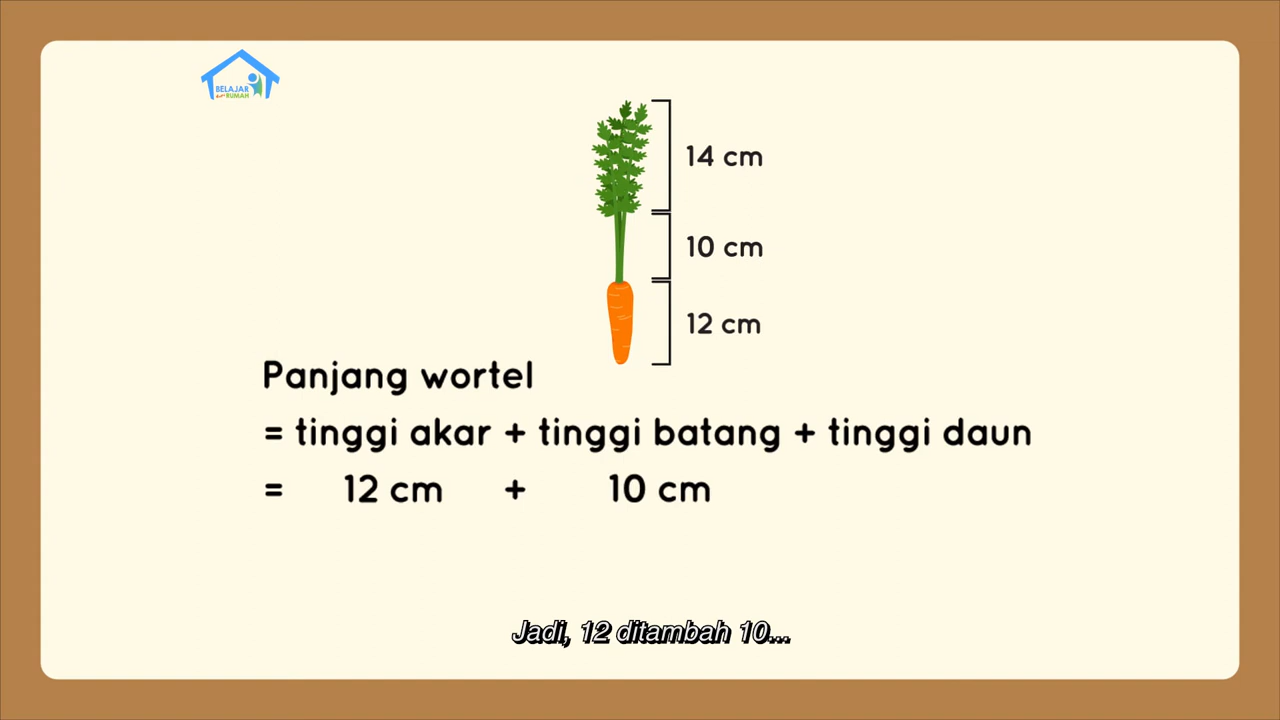 BELAJAR
dari RUMAH
14 cm
10 cm
12 cm
Panjang wortel
= tinggi akar + tinggi batang + tinggi daun
= 12 cm + 10 cm
Jadi, 12 ditambah 10...